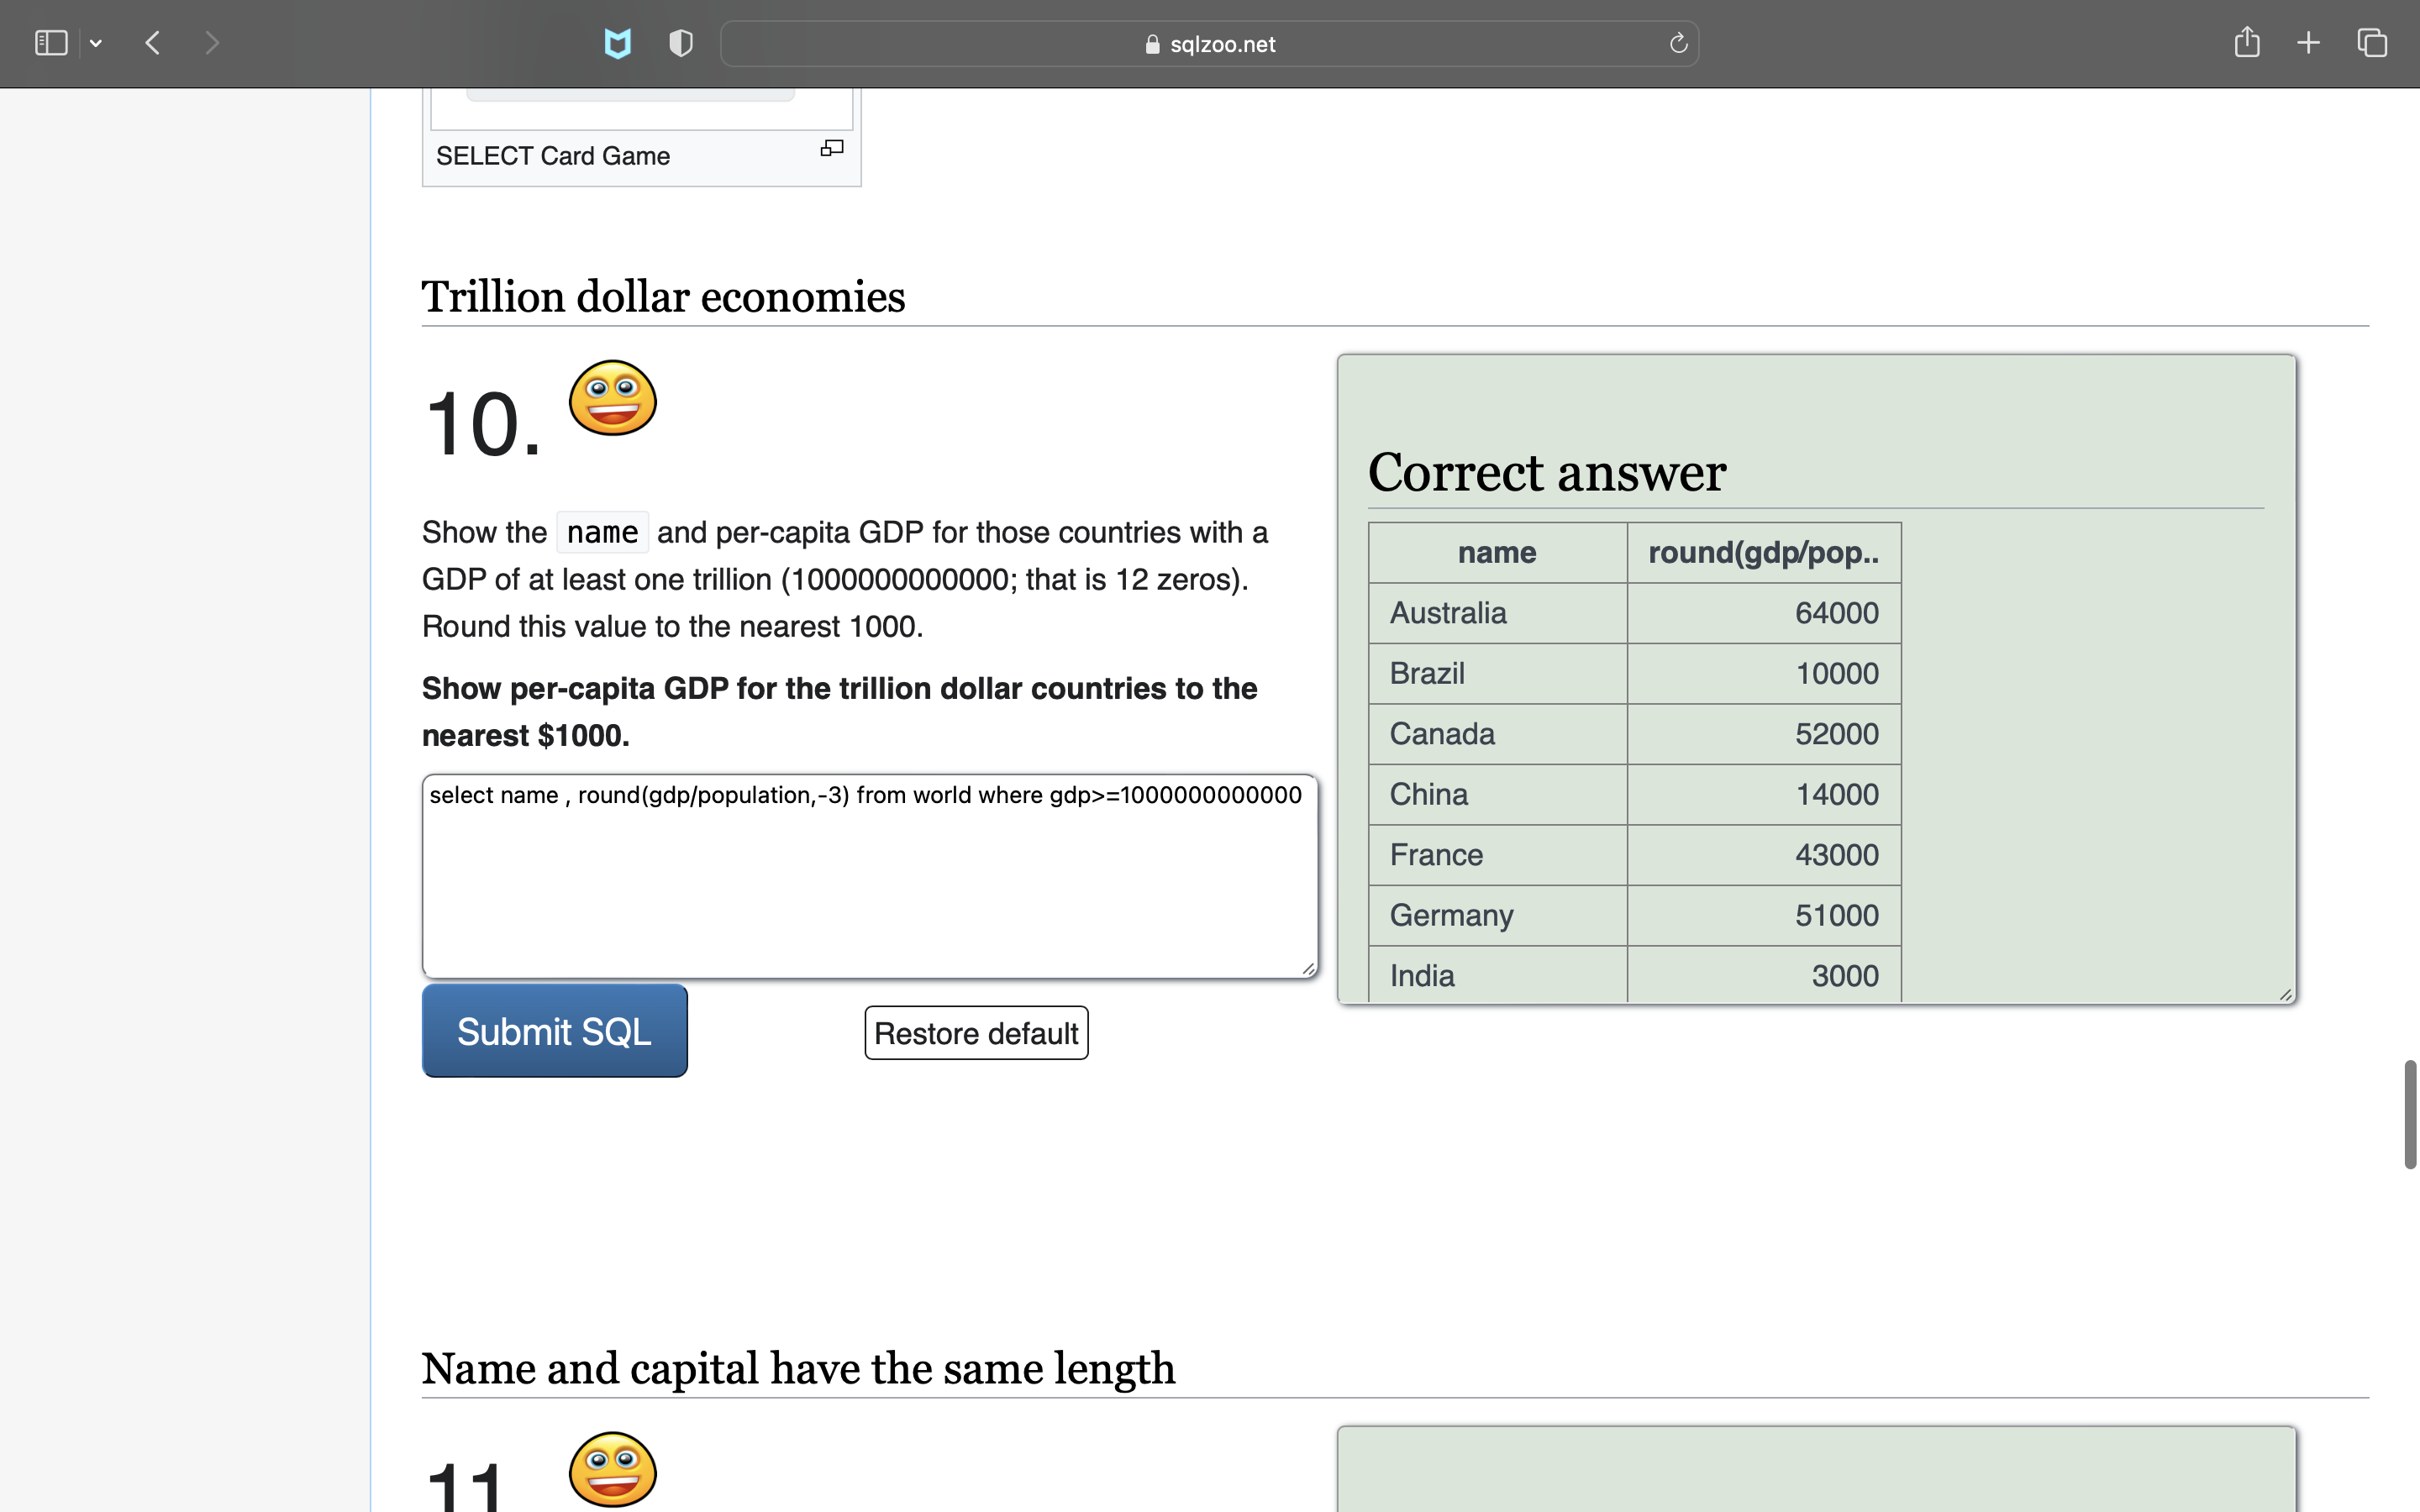 sqlzoo.net
SELECT Card Game
Trillion dollar economies
10.
Show the name and per-capita GDP for those countries with a
GDP of at least one trillion (1000000000000; that is 12 zeros).
Round this value to the nearest 1000.
Show per-capita GDP for the trillion dollar countries to the
nearest $1000.
select name , round(gdp/population,-3) from world where gdp>=1000000000000
Submit SQL
Restore default
Correct answer
name round(gdp/pop..
Australia 64000
Brazil 10000
Canada 52000
China 14000
France 43000
Germany 51000
India 3000
Name and capital have the same length
11